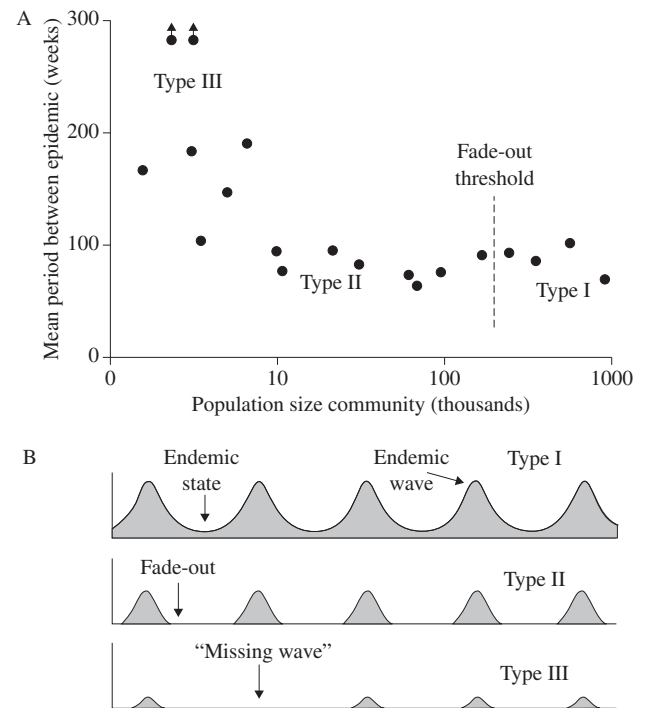 A
Mean period between epidemic (weeks)
300
200
100
0
Type III
Fade-out
threshold
Type II
Type I
0
10
100
1000
Population size community (thousands)
B
Endemic
state
Endemic
wave
Type I
Fade-out
Type II
“Missing wave”
Type III